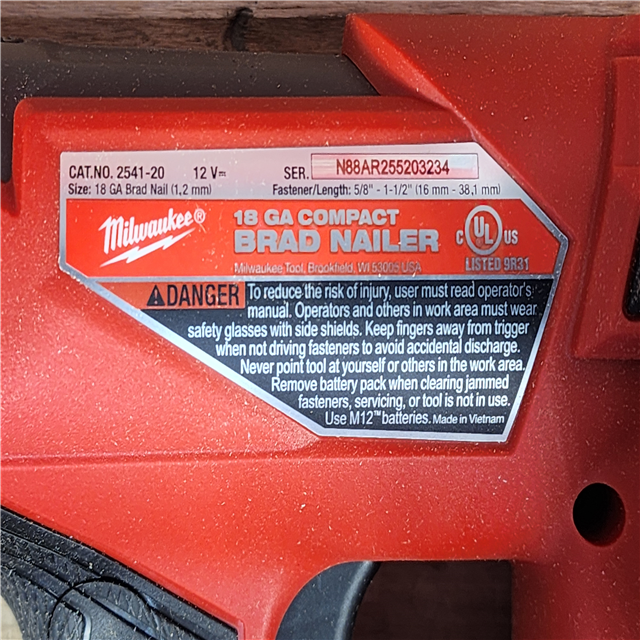 CAT.NO. 2541-20 12 V⎓ SER. N88AR255203234
Size: 18 GA Brad Nail (1,2 mm) Fastener/Length: 5/8" - 1-1/2" (16 mm - 38,1 mm)
Milwaukee® 18 GA COMPACT
BRAD NAILER
C UL US
LISTED 9R31
Milwaukee Tool, Brookfield, WI 53005 USA
DANGER To reduce the risk of injury, user must read operator's
manual. Operators and others in work area must wear
safety glasses with side shields. Keep fingers away from trigger
when not driving fasteners to avoid accidental discharge.
Never point tool at yourself or others in the work area.
Remove battery pack when clearing jammed
fasteners, servicing, or tool is not in use.
Use M12™ batteries. Made in Vietnam